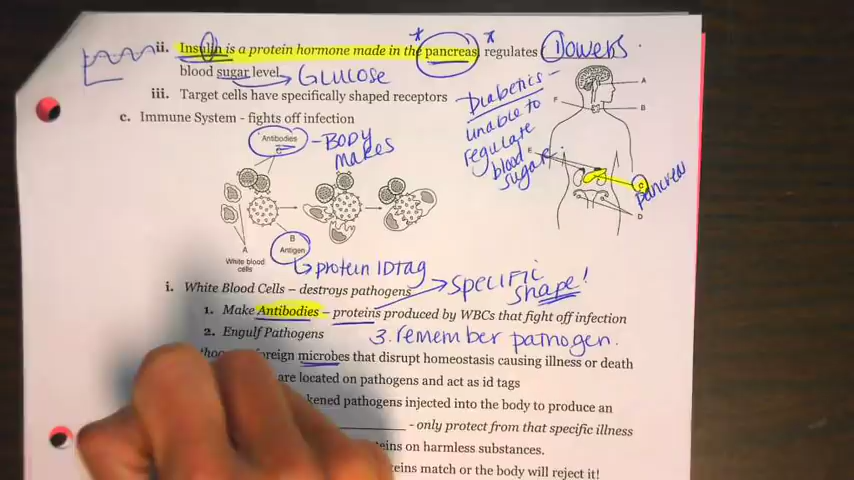 ii. Insulin is a protein hormone made in the pancreas, regulates ① lowers
blood sugar level. → GLUCOSE
iii. Target cells have specifically shaped receptors
Diabetics -
unable to
regulate
blood
sugar
A
F
B
E
C
pancreas
D
c. Immune System - fights off infection
Antibodies - BODY
makes
A
White blood
cells
B
Antigen
protein ID TAG
specific
shape!
i. White Blood Cells – destroys pathogens
1. Make Antibodies – proteins produced by WBCs that fight off infection
2. Engulf Pathogens 3. remember pathogen.
foreign microbes that disrupt homeostasis causing illness or death
are located on pathogens and act as id tags
pathogens injected into the body to produce an
- only protect from that specific illness
on harmless substances.
match or the body will reject it!